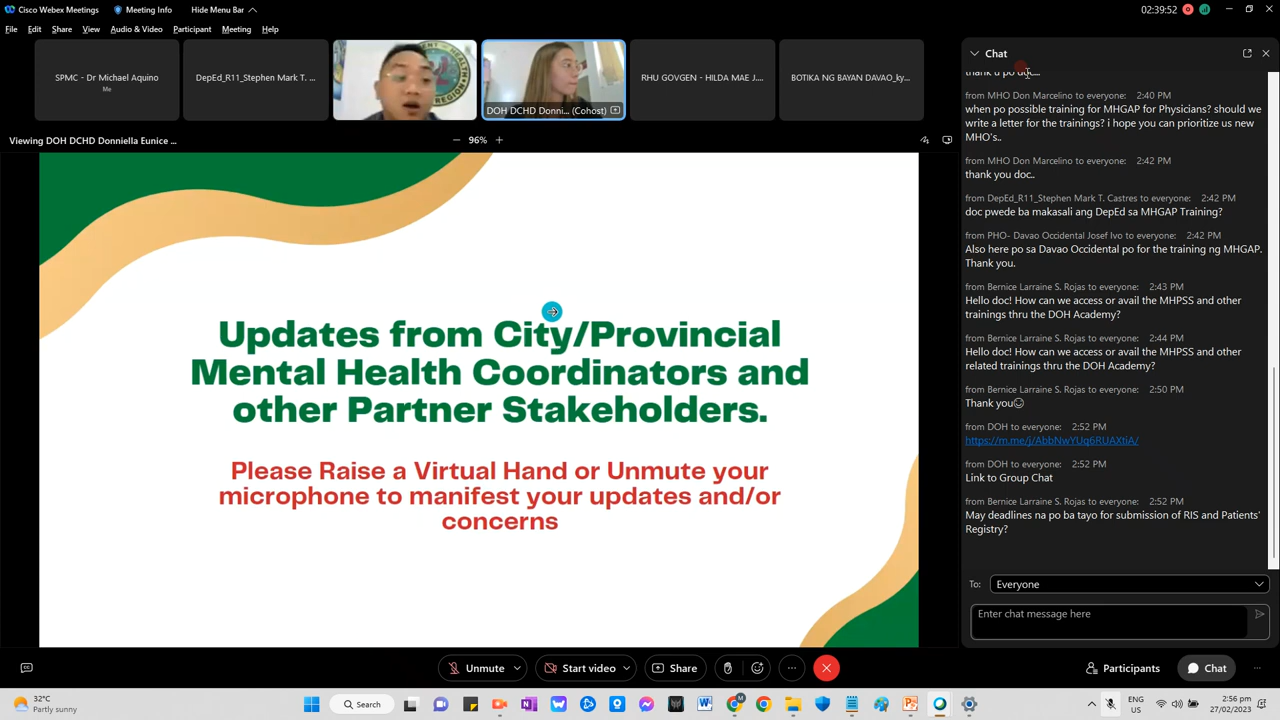 Cisco Webex Meetings
Meeting Info
Hide Menu Bar
02:39:52
File Edit Share View Audio & Video Participant Meeting Help
SPMC - Dr Michael Aquino
Me
DepEd_R11_Stephen Mark T. ...
DOH DCHD Donni... (Cohost)
RHU GOVGEN - HILDA MAE J....
BOTIKA NG BAYAN DAVAO_ky...
Viewing DOH DCHD Donniella Eunice ...
96%
Updates from City/Provincial
Mental Health Coordinators and
other Partner Stakeholders.
Please Raise a Virtual Hand or Unmute your
microphone to manifest your updates and/or
concerns
Chat
thank u po doc...
from MHO Don Marcelino to everyone: 2:40 PM
when possible training for MHGAP for Physicians? would we
write a letter for the trainings? i hope you can prioritize us new
MHO's..
from MHO Don Marcelino to everyone: 2:42 PM
thank you doc..
from DepEd_R11_Stephen Mark T. Castres to everyone: 2:42 PM
doc pwede ba makasali ang DepEd sa MHGAP Training?
from PHO- Davao Occidental Josef Ivo to everyone: 2:42 PM
Also here po sa Davao Occidental po for the training ng MHGAP.
Thank you.
from Bernice Larraine S. Rojas to everyone: 2:43 PM
Hello doc! How can we access or avail the MHPSS and other
trainings thru the DOH Academy?
from Bernice Larraine S. Rojas to everyone: 2:44 PM
Hello doc! How can we access or avail the MHPSS and other
related trainings thru the DOH Academy?
from Bernice Larraine S. Rojas to everyone: 2:50 PM
Thank you☺
from DOH to everyone: 2:52 PM
https://m.me/j/AbbNwYUq6RUAXtiA/
from DOH to everyone: 2:52 PM
Link to Group Chat
from Bernice Larraine S. Rojas to everyone: 2:52 PM
May deadlines na po ba tayo for submission of RIS and Patients'
Registry?
To: Everyone
Enter chat message here
Unmute
Start video
Share
Participants
Chat
32°C
Partly sunny
Search
ENG
US
2:56 pm
27/02/2023